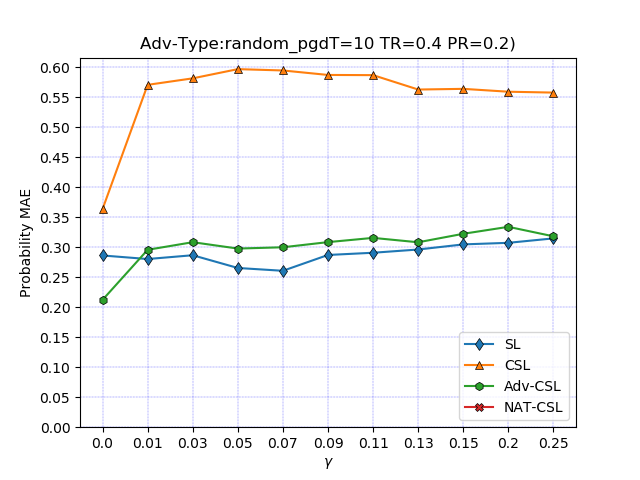 Adv-Type:random_pgdT=10 TR=0.4 PR=0.2)
0.60
0.55
0.50
0.45
0.40
0.35
0.30
0.25
0.20
0.15
0.10
0.05
0.00
Probability MAE
SL
CSL
Adv-CSL
NAT-CSL
0.0 0.01 0.03 0.05 0.07 0.09 0.11 0.13 0.15 0.2 0.25
γ